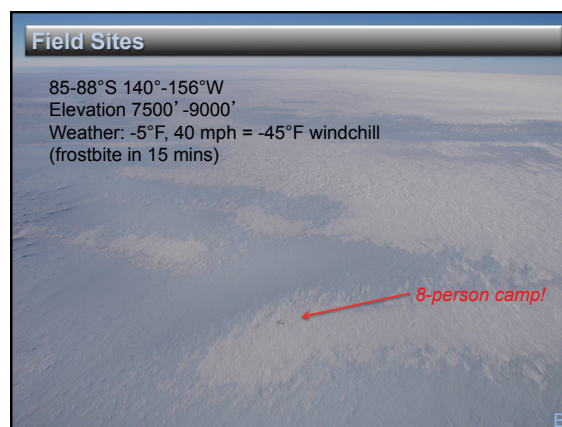 Field Sites
85-88°S 140°-156°W
Elevation 7500’-9000’
Weather: -5°F, 40 mph = -45°F windchill
(frostbite in 15 mins)
8-person camp!